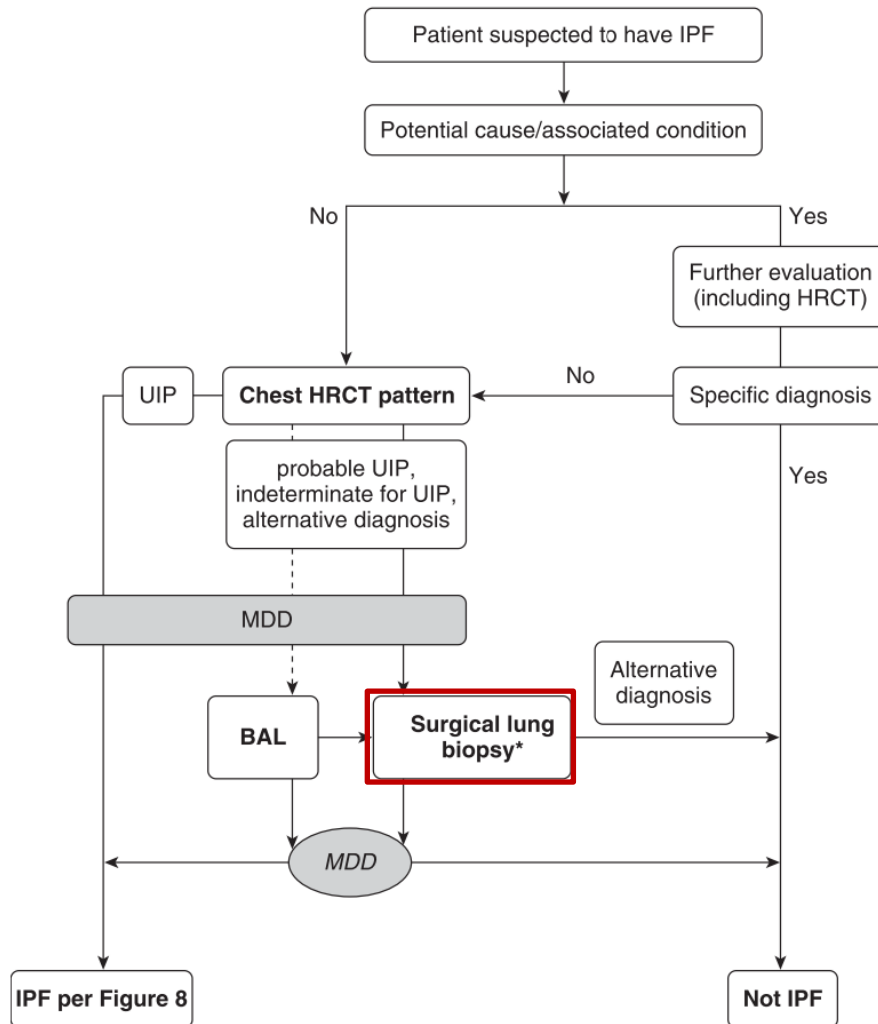 Patient suspected to have IPF
Potential cause/associated condition
No
Yes
Further evaluation
(including HRCT)
UIP
Chest HRCT pattern
No
Specific diagnosis
probable UIP,
indeterminate for UIP,
alternative diagnosis
Yes
MDD
Alternative
diagnosis
BAL
Surgical lung
biopsy*
MDD
IPF per Figure 8
Not IPF